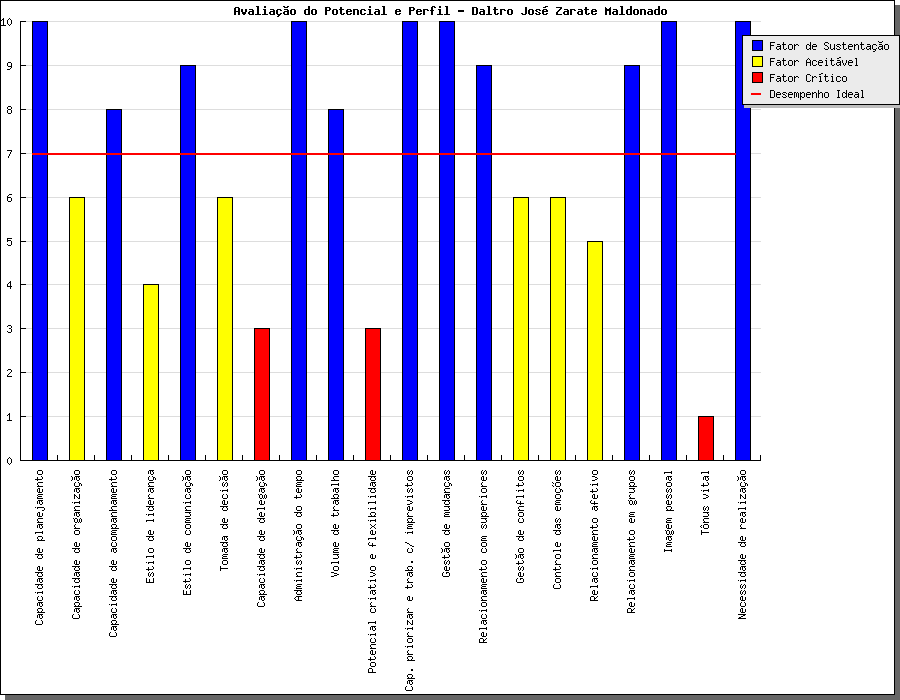 Avaliação do Potencial e Perfil - Daltro José Zarate Maldonado
Fator de Sustentação
Fator Aceitável
Fator Crítico
Desempenho Ideal
10
9
8
7
6
5
4
3
2
1
0
Capacidade de planejamento
Capacidade de organização
Capacidade de acompanhamento
Estilo de liderança
Estilo de comunicação
Tomada de decisão
Capacidade de delegação
Administração do tempo
Volume de trabalho
Potencial criativo e flexibilidade
Cap. priorizar e trab. c/ imprevistos
Gestão de mudanças
Relacionamento com superiores
Gestão de conflitos
Controle das emoções
Relacionamento afetivo
Relacionamento em grupos
Imagem pessoal
Tônus vital
Necessidade de realização